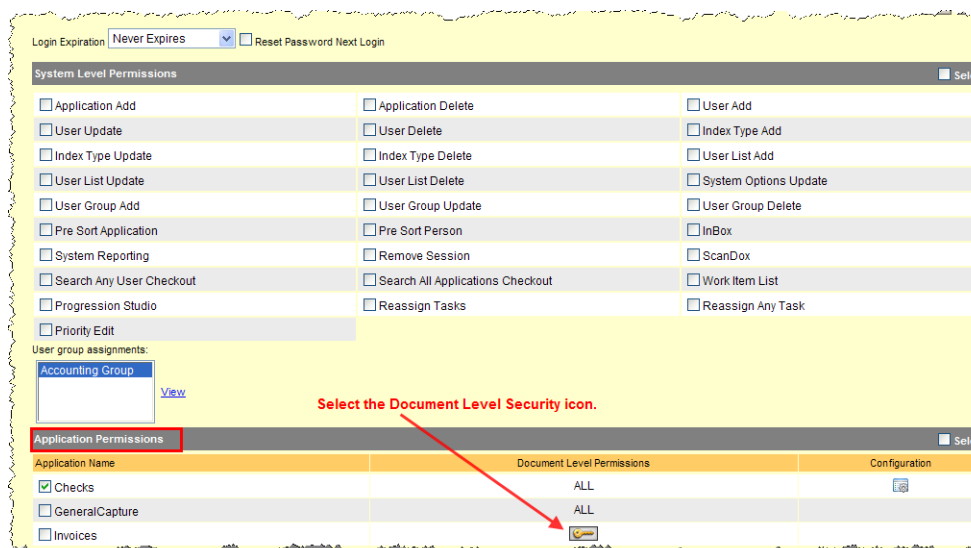 Login Expiration Never Expires Reset Password Next Login
System Level Permissions
Application Add Application Delete User Add
User Update User Delete Index Type Add
Index Type Update Index Type Delete User List Add
User List Update User List Delete System Options Update
User Group Add User Group Update User Group Delete
Pre Sort Application Pre Sort Person InBox
System Reporting Remove Session ScanDox
Search Any User Checkout Search All Applications Checkout Work Item List
Progression Studio Reassign Tasks Reassign Any Task
Priority Edit
User group assignments:
Accounting Group
View
Select the Document Level Security icon.
Application Permissions
Application Name Document Level Permissions Configuration
Checks ALL
GeneralCapture ALL
Invoices